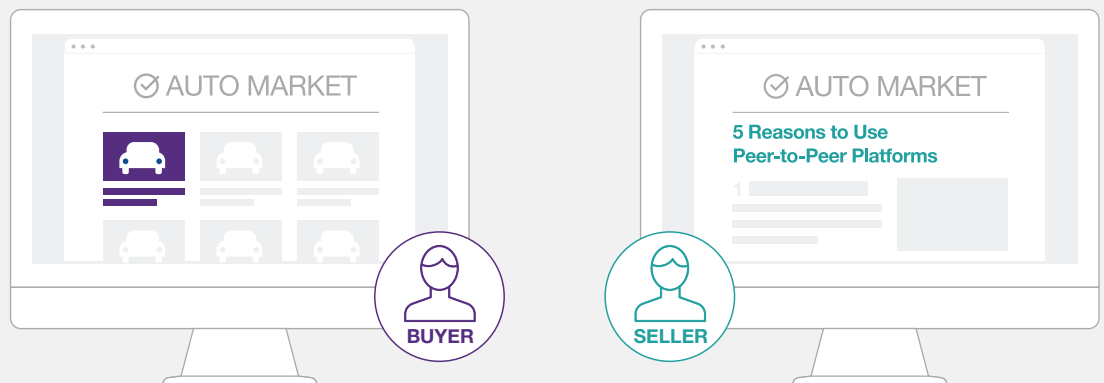 AUTO MARKET
BUYER
AUTO MARKET
5 Reasons to Use
Peer-to-Peer Platforms
1
SELLER